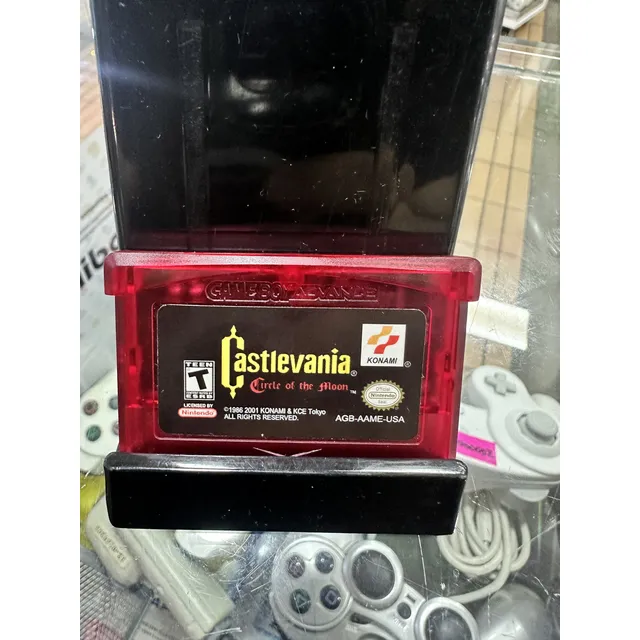 GAME BOY ADVANCE
TEEN
T
ESRB
Castlevania®
Circle of the Moon™
KONAMI®
LICENSED BY
Nintendo
©1986 2001 KONAMI & KCE Tokyo
ALL RIGHTS RESERVED.
Official
Nintendo
Seal
AGB-AAME-USA